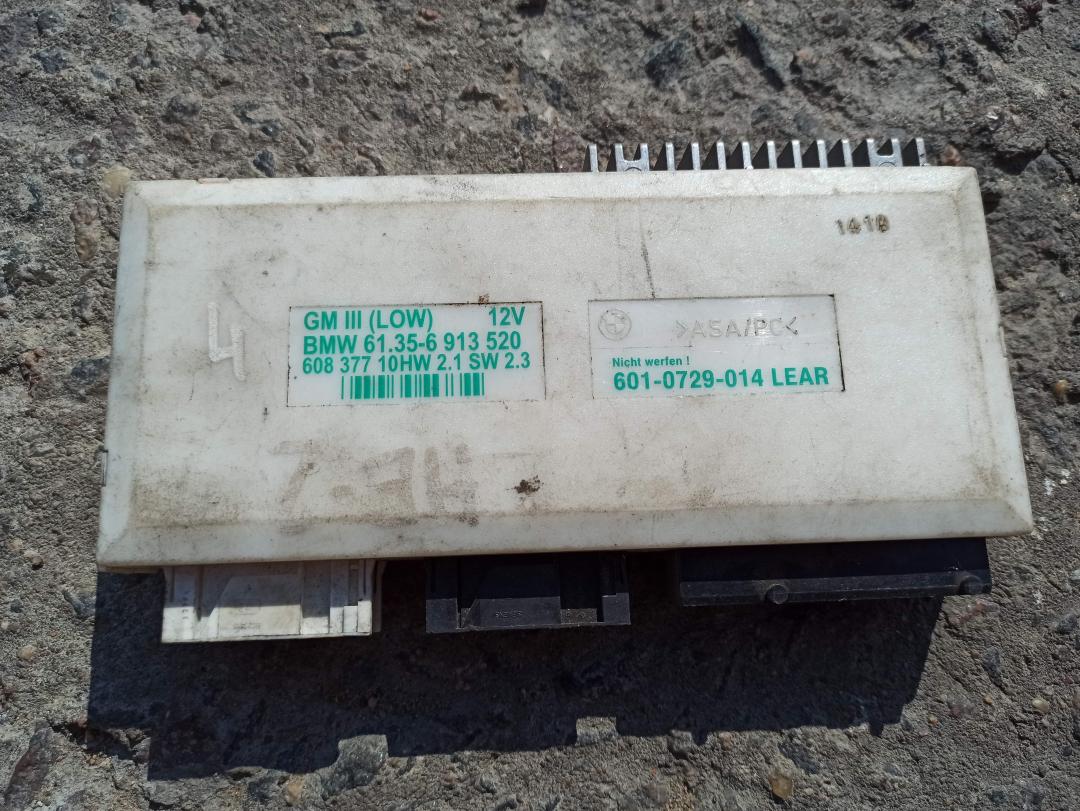 1418
4
GM III (LOW) 12V
BMW 61.35-6 913 520
608 377 10HW 2.1 SW 2.3
>ASA/PC<
Nicht werfen !
601-0729-014 LEAR